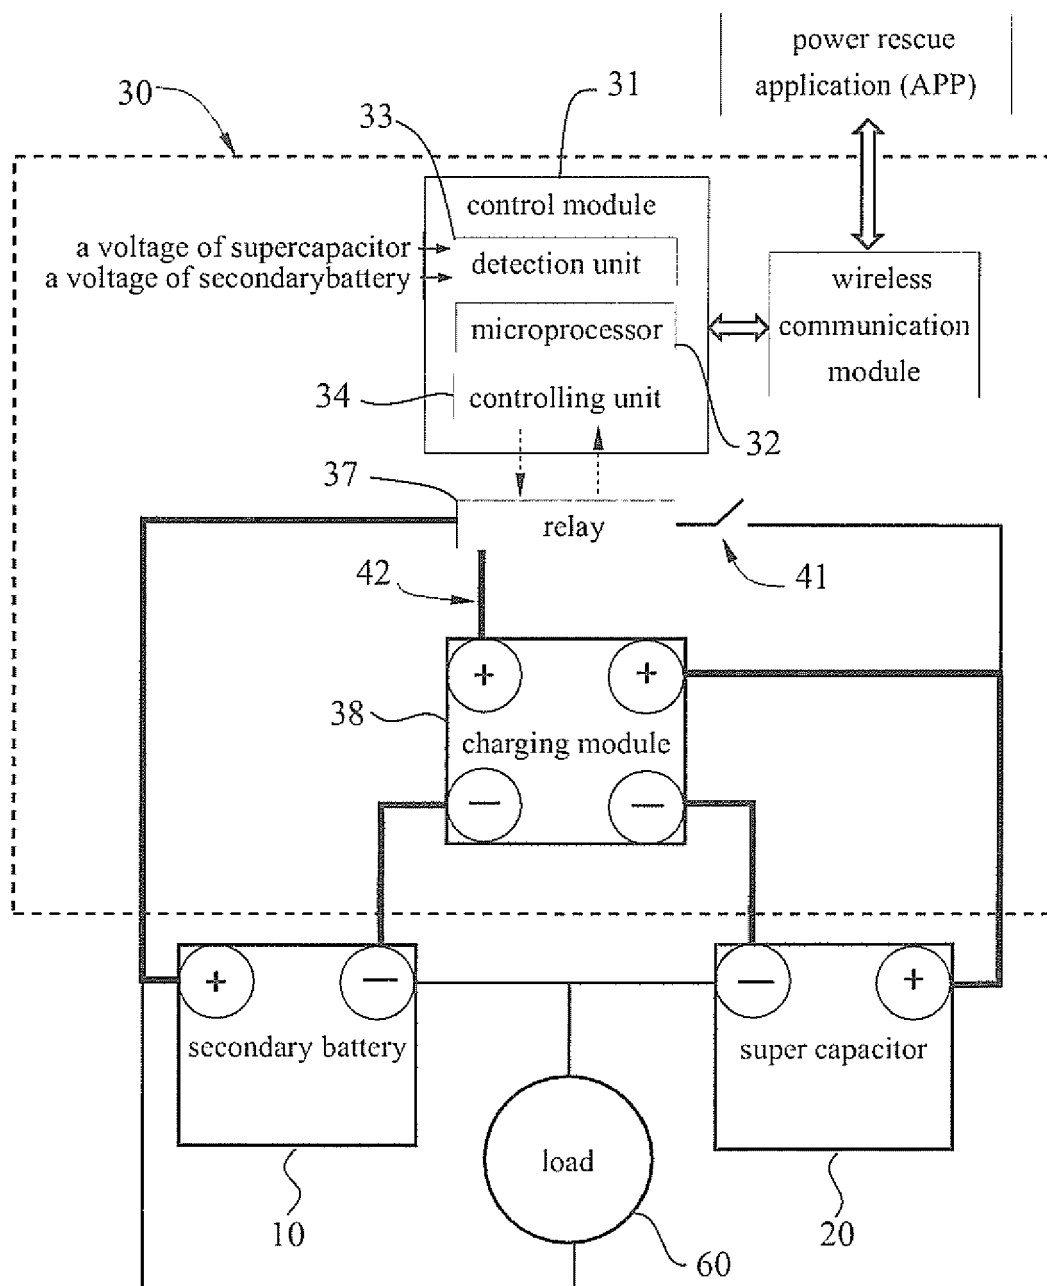 power rescue
application (APP)
30
31
33
control module
a voltage of supercapacitor
a voltage of secondarybattery
detection unit
wireless
communication
module
microprocessor
34
controlling unit
32
37
relay
42
41
+
+
38
charging module
—
—
+
—
—
+
secondary battery
super capacitor
load
10
20
60